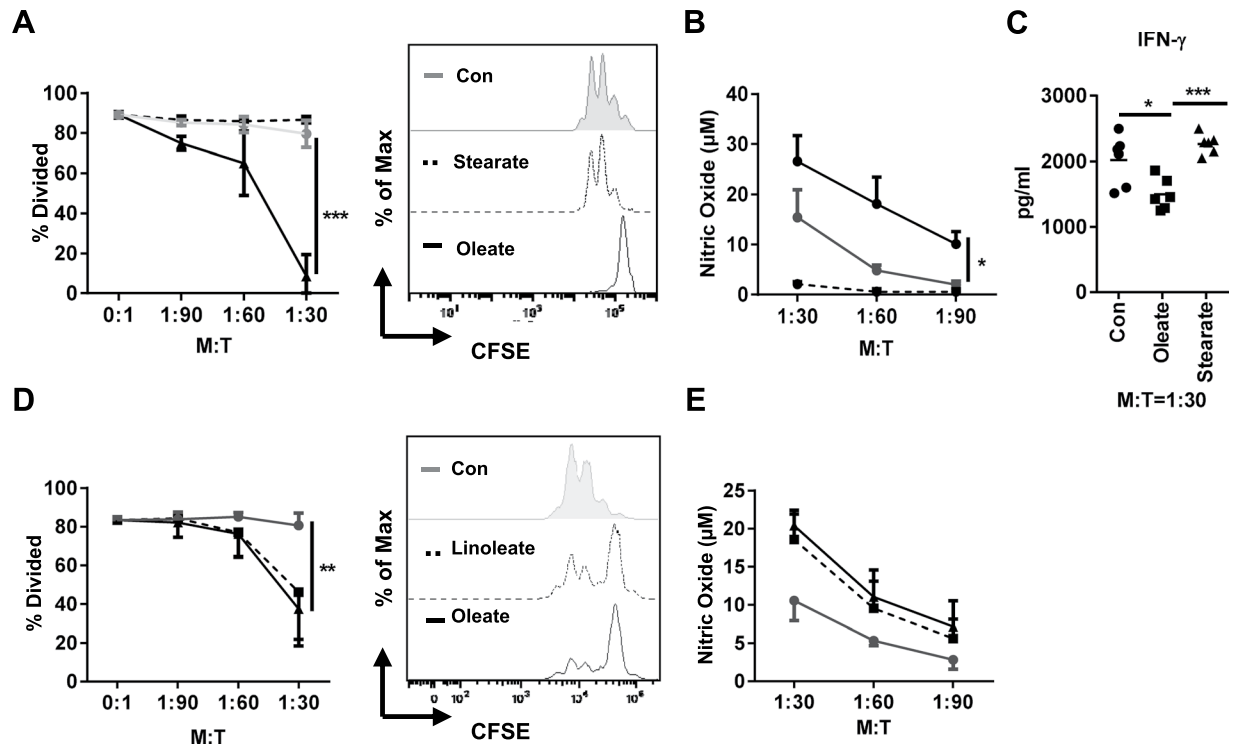 A
% Divided
100
80
60
40
20
0
0:1 1:90 1:60 1:30
M:T
***
% of Max
Con
Stearate
Oleate
10¹ 10³ 10⁵
CFSE
B
Nitric Oxide (μM)
40
30
20
10
0
1:30 1:60 1:90
M:T
*
C
IFN-γ
pg/ml
3000
2000
1000
0
* ***
Con Oleate Stearate
M:T=1:30
D
% Divided
100
80
60
40
20
0
0:1 1:90 1:60 1:30
M:T
**
% of Max
Con
Linoleate
Oleate
0 10² 10³ 10⁴ 10⁶
CFSE
E
Nitric Oxide (μM)
25
20
15
10
5
0
1:30 1:60 1:90
M:T